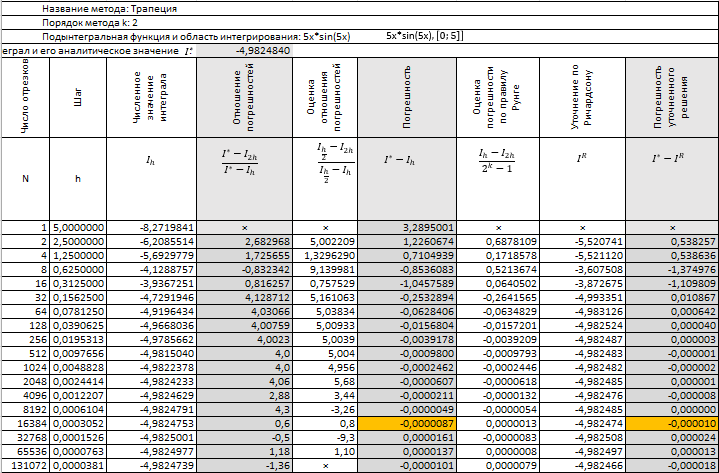 Название метода: Трапеция
Порядок метода k: 2
Подынтегральная функция и область интегрирования: 5x*sin(5x) 5x*sin(5x), [0; 5]]
еграл и его аналитическое значение I* -4,9824840
Число отрезков Шаг Численное значение интеграла Отношение погрешностей Оценка отношения погрешностей Погрешность Оценка погрешности по правилу Рунге Уточнение по Ричардсону Погрешность уточненного решения
N h I_h (I* − I_2h)/(I* − I_h) (I_h/2 − I_2h)/(I_h/2 − I_h) I* − I_h (I_h − I_2h)/(2^k − 1) I^R I* − I^R
1 5,0000000 -8,2719841 × × 3,2895001 × × ×
2 2,5000000 -6,2085514 2,682968 5,002209 1,2260674 0,6878109 -5,520741 0,538257
4 1,2500000 -5,6929779 1,725655 1,3296290 0,7104939 0,1718578 -5,521120 0,538636
8 0,6250000 -4,1288757 -0,832342 9,139981 -0,8536083 0,5213674 -3,607508 -1,374976
16 0,3125000 -3,9367251 0,816257 0,757529 -1,0457589 0,0640502 -3,872675 -1,109809
32 0,1562500 -4,7291946 4,128712 5,161063 -0,2532894 -0,2641565 -4,993351 0,010867
64 0,0781250 -4,9196434 4,03066 5,03834 -0,0628406 -0,0634829 -4,983126 0,000642
128 0,0390625 -4,9668036 4,00759 5,00933 -0,0156804 -0,0157201 -4,982524 0,000040
256 0,0195313 -4,9785662 4,0023 5,0039 -0,0039178 -0,0039209 -4,982487 0,000003
512 0,0097656 -4,9815040 4,0 5,004 -0,0009800 -0,0009793 -4,982483 -0,000001
1024 0,0048828 -4,9822378 4,0 4,956 -0,0002462 -0,0002446 -4,982482 -0,000002
2048 0,0024414 -4,9824233 4,06 5,68 -0,0000607 -0,0000618 -4,982485 0,000001
4096 0,0012207 -4,9824629 2,88 3,44 -0,0000211 -0,0000132 -4,982476 -0,000008
8192 0,0006104 -4,9824791 4,3 -3,26 -0,0000049 -0,0000054 -4,982485 0,000000
16384 0,0003052 -4,9824753 0,6 0,8 -0,0000087 0,0000013 -4,982474 -0,000010
32768 0,0001526 -4,9825001 -0,5 -9,3 0,0000161 -0,0000083 -4,982508 0,000024
65536 0,0000763 -4,9824977 1,18 1,10 0,0000137 0,0000008 -4,982497 0,000013
131072 0,0000381 -4,9824739 -1,36 × -0,0000101 0,0000079 -4,982466 -0,000018